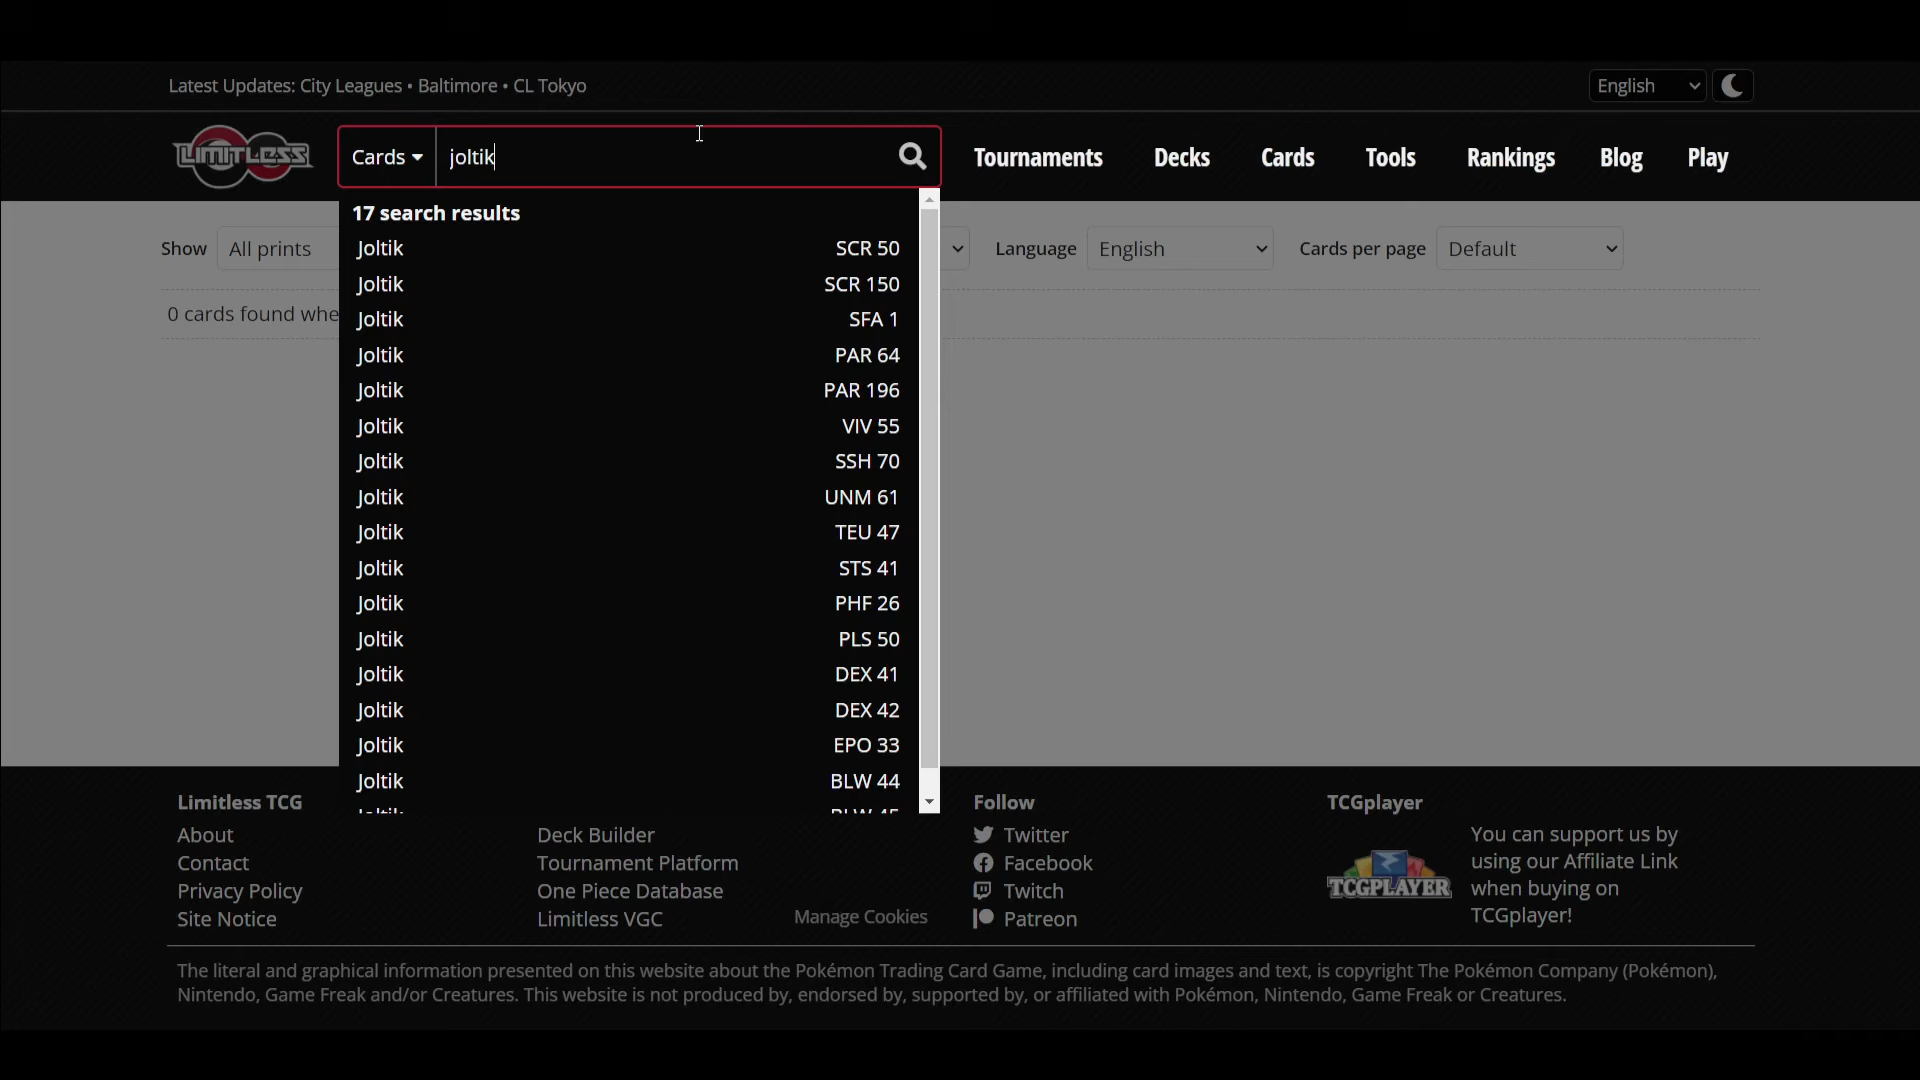 Latest Updates: City Leagues • Baltimore • CL Tokyo
English
LIMITLESS
Cards
joltik
Tournaments
Decks
Cards
Tools
Rankings
Blog
Play
17 search results
Joltik SCR 50
Joltik SCR 150
Joltik SFA 1
Joltik PAR 64
Joltik PAR 196
Joltik VIV 55
Joltik SSH 70
Joltik UNM 61
Joltik TEU 47
Joltik STS 41
Joltik PHF 26
Joltik PLS 50
Joltik DEX 41
Joltik DEX 42
Joltik EPO 33
Joltik BLW 44
Joltik BLW 45
Show All prints
Language English
Cards per page Default
0 cards found whe
Limitless TCG
About
Contact
Privacy Policy
Site Notice
Deck Builder
Tournament Platform
One Piece Database
Limitless VGC
Manage Cookies
Follow
Twitter
Facebook
Twitch
Patreon
TCGplayer
TCGPLAYER
You can support us by
using our Affiliate Link
when buying on
TCGplayer!
The literal and graphical information presented on this website about the Pokémon Trading Card Game, including card images and text, is copyright The Pokémon Company (Pokémon),
Nintendo, Game Freak and/or Creatures. This website is not produced by, endorsed by, supported by, or affiliated with Pokémon, Nintendo, Game Freak or Creatures.